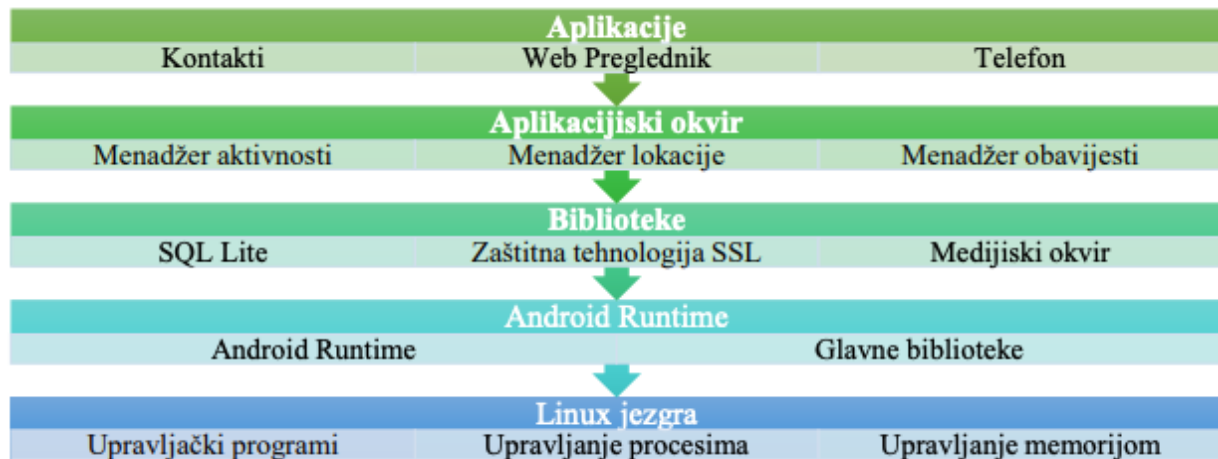 Aplikacije
Kontakti Web Preglednik Telefon
Aplikacijiski okvir
Menadžer aktivnosti Menadžer lokacije Menadžer obavijesti
Biblioteke
SQL Lite Zaštitna tehnologija SSL Medijiski okvir
Android Runtime
Android Runtime Glavne biblioteke
Linux jezgra
Upravljački programi Upravljanje procesima Upravljanje memorijom